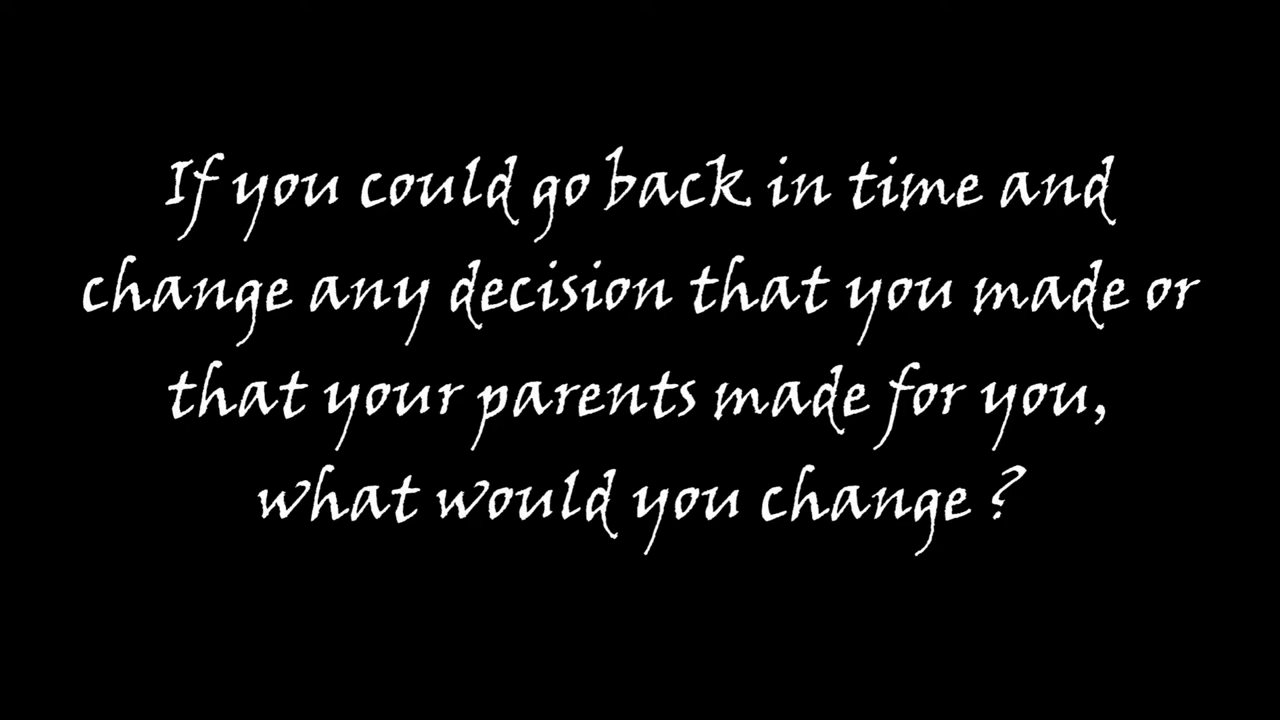 If you could go back in time and
change any decision that you made or
that your parents made for you,
what would you change ?